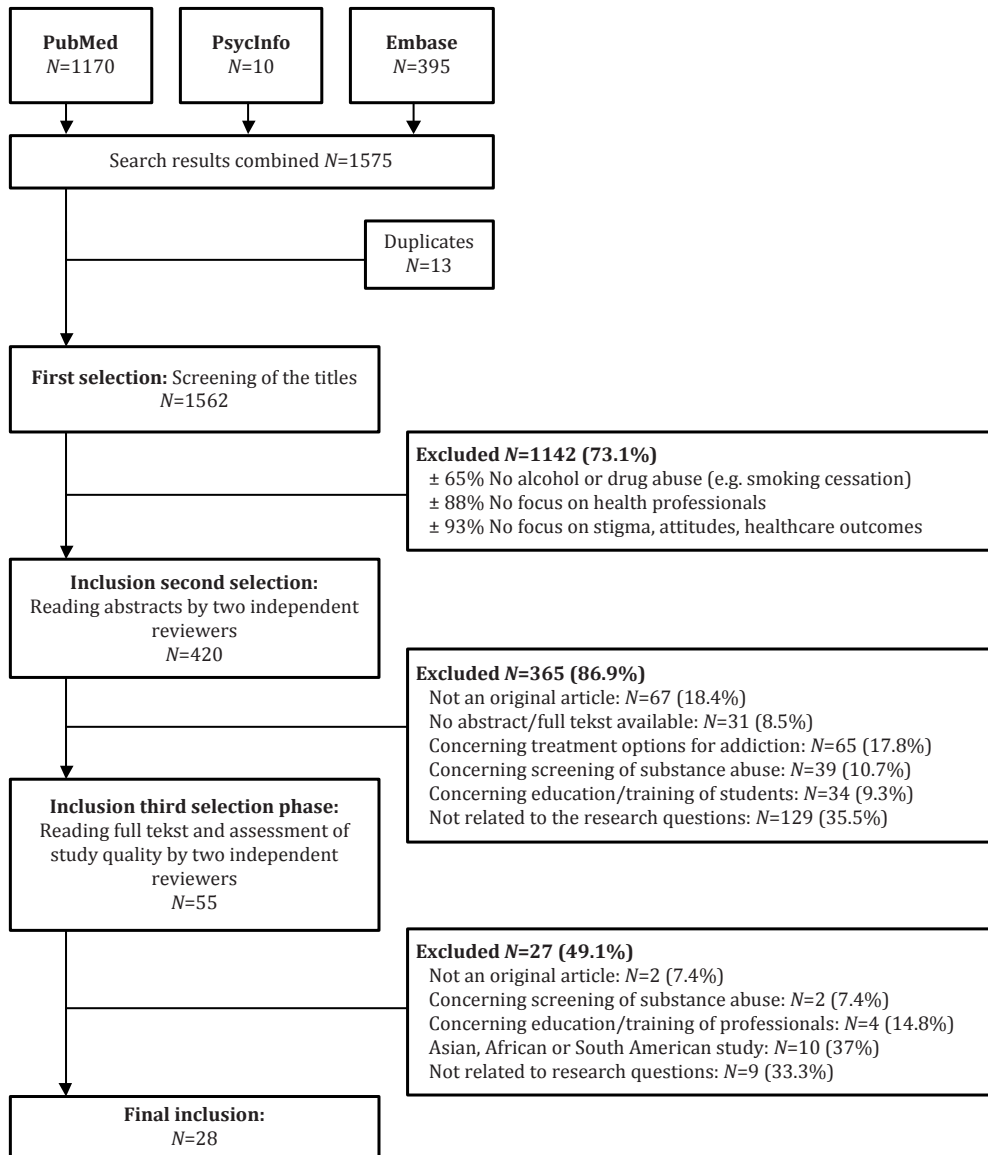 PubMed
N=1170
PsycInfo
N=10
Embase
N=395
Search results combined N=1575
Duplicates
N=13
First selection: Screening of the titles
N=1562
Excluded N=1142 (73.1%)
± 65% No alcohol or drug abuse (e.g. smoking cessation)
± 88% No focus on health professionals
± 93% No focus on stigma, attitudes, healthcare outcomes
Inclusion second selection:
Reading abstracts by two independent
reviewers
N=420
Excluded N=365 (86.9%)
Not an original article: N=67 (18.4%)
No abstract/full tekst available: N=31 (8.5%)
Concerning treatment options for addiction: N=65 (17.8%)
Concerning screening of substance abuse: N=39 (10.7%)
Concerning education/training of students: N=34 (9.3%)
Not related to the research questions: N=129 (35.5%)
Inclusion third selection phase:
Reading full tekst and assessment of
study quality by two independent
reviewers
N=55
Excluded N=27 (49.1%)
Not an original article: N=2 (7.4%)
Concerning screening of substance abuse: N=2 (7.4%)
Concerning education/training of professionals: N=4 (14.8%)
Asian, African or South American study: N=10 (37%)
Not related to research questions: N=9 (33.3%)
Final inclusion:
N=28